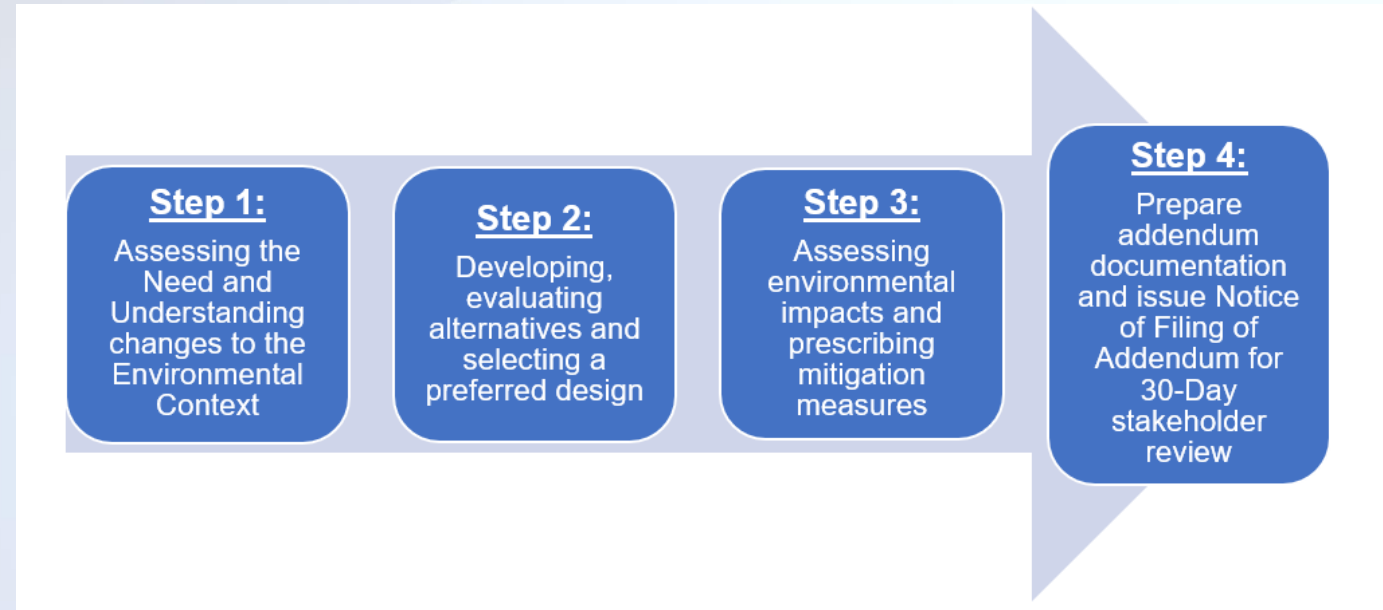 Step 1:
Assessing the
Need and
Understanding
changes to the
Environmental
Context
Step 2:
Developing,
evaluating
alternatives and
selecting a
preferred design
Step 3:
Assessing
environmental
impacts and
prescribing
mitigation
measures
Step 4:
Prepare
addendum
documentation
and issue Notice
of Filing of
Addendum for
30-Day
stakeholder
review